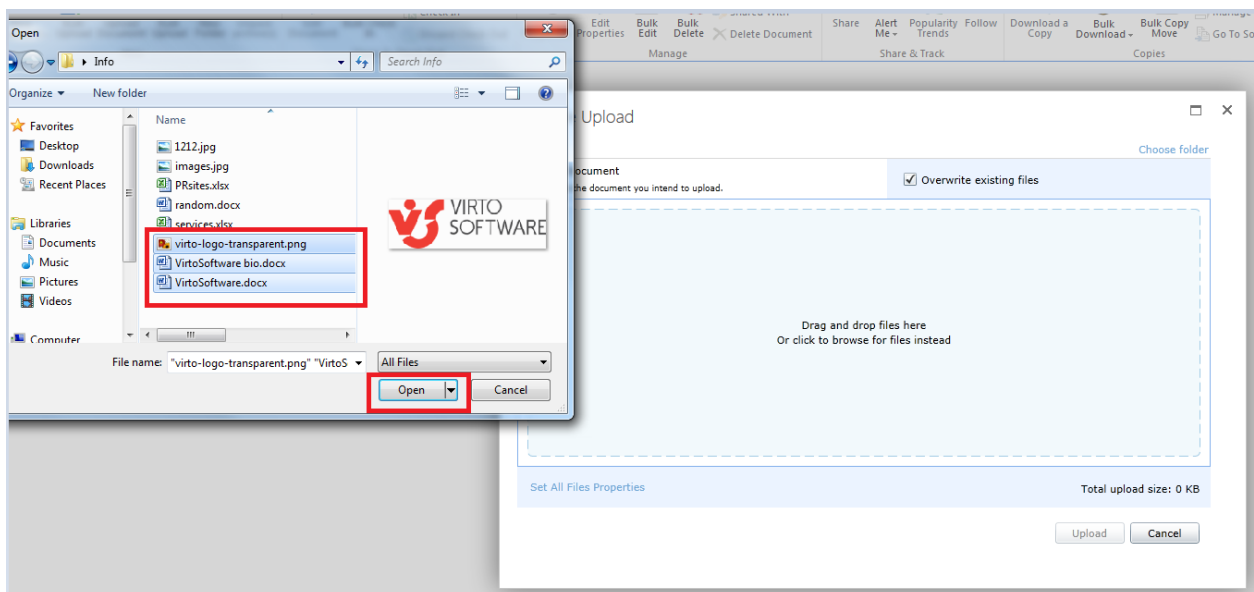 Open
Info
Search Info
Organize
New folder
Favorites
Desktop
Downloads
Recent Places
Libraries
Documents
Music
Pictures
Videos
Computer
Name
1212.jpg
images.jpg
PRsites.xlsx
random.docx
services.xlsx
virto-logo-transparent.png
VirtoSoftware bio.docx
VirtoSoftware.docx
VIRTO
SOFTWARE
File name: "virto-logo-transparent.png" "VirtoS
All Files
Open
Cancel
Edit
Properties
Bulk
Edit
Bulk
Delete
Delete Document
Manage
Share
Alert
Me
Popularity
Trends
Follow
Share & Track
Download a
Copy
Bulk
Download
Bulk Copy
Move
Go To So
Copies
Upload
Choose folder
ocument
the document you intend to upload.
Overwrite existing files
Drag and drop files here
Or click to browse for files instead
Set All Files Properties
Total upload size: 0 KB
Upload
Cancel